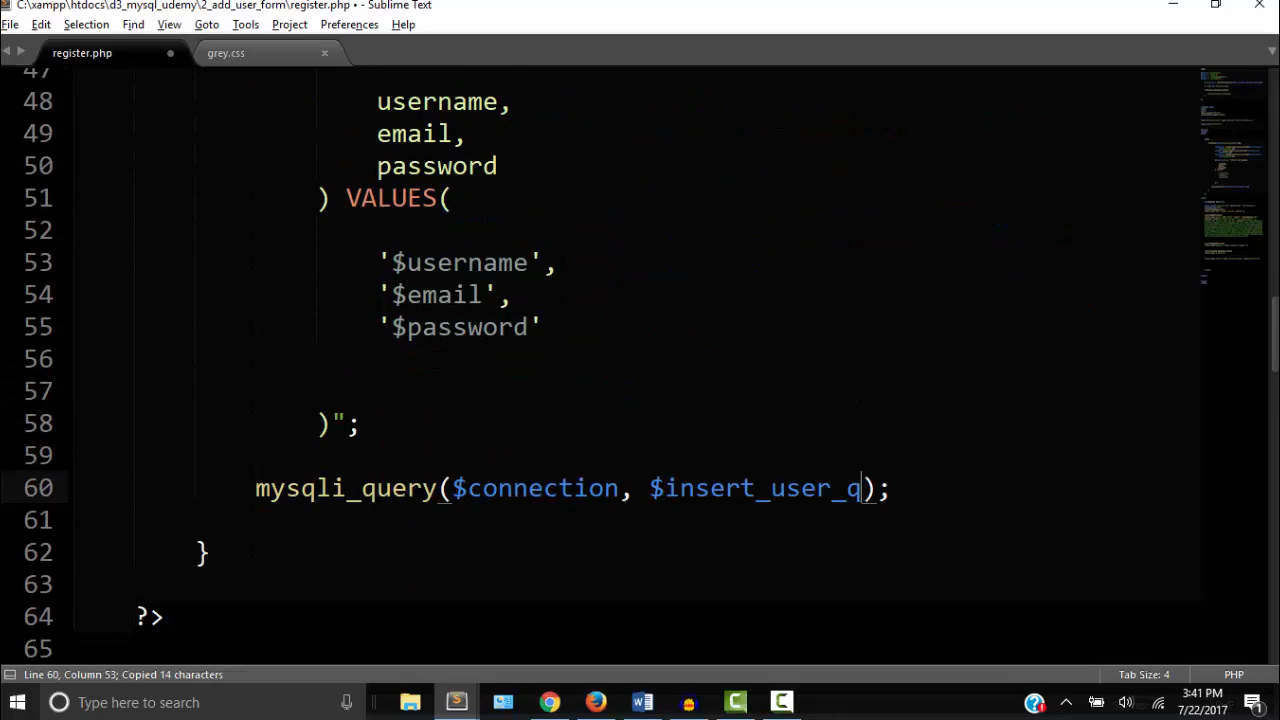 C:\xampp\htdocs\d3_mysql_udemy\2_add_user_form\register.php • - Sublime Text
File Edit Selection Find View Goto Tools Project Preferences Help
register.php grey.css
47
48 username,
49 email,
50 password
51 ) VALUES(
52
53 '$username',
54 '$email',
55 '$password'
56
57
58 )";
59
60 mysqli_query($connection, $insert_user_q);
61
62 }
63
64 ?>
65
Line 60, Column 53; Copied 14 characters Tab Size: 4 PHP
Type here to search
3:41 PM
7/22/2017